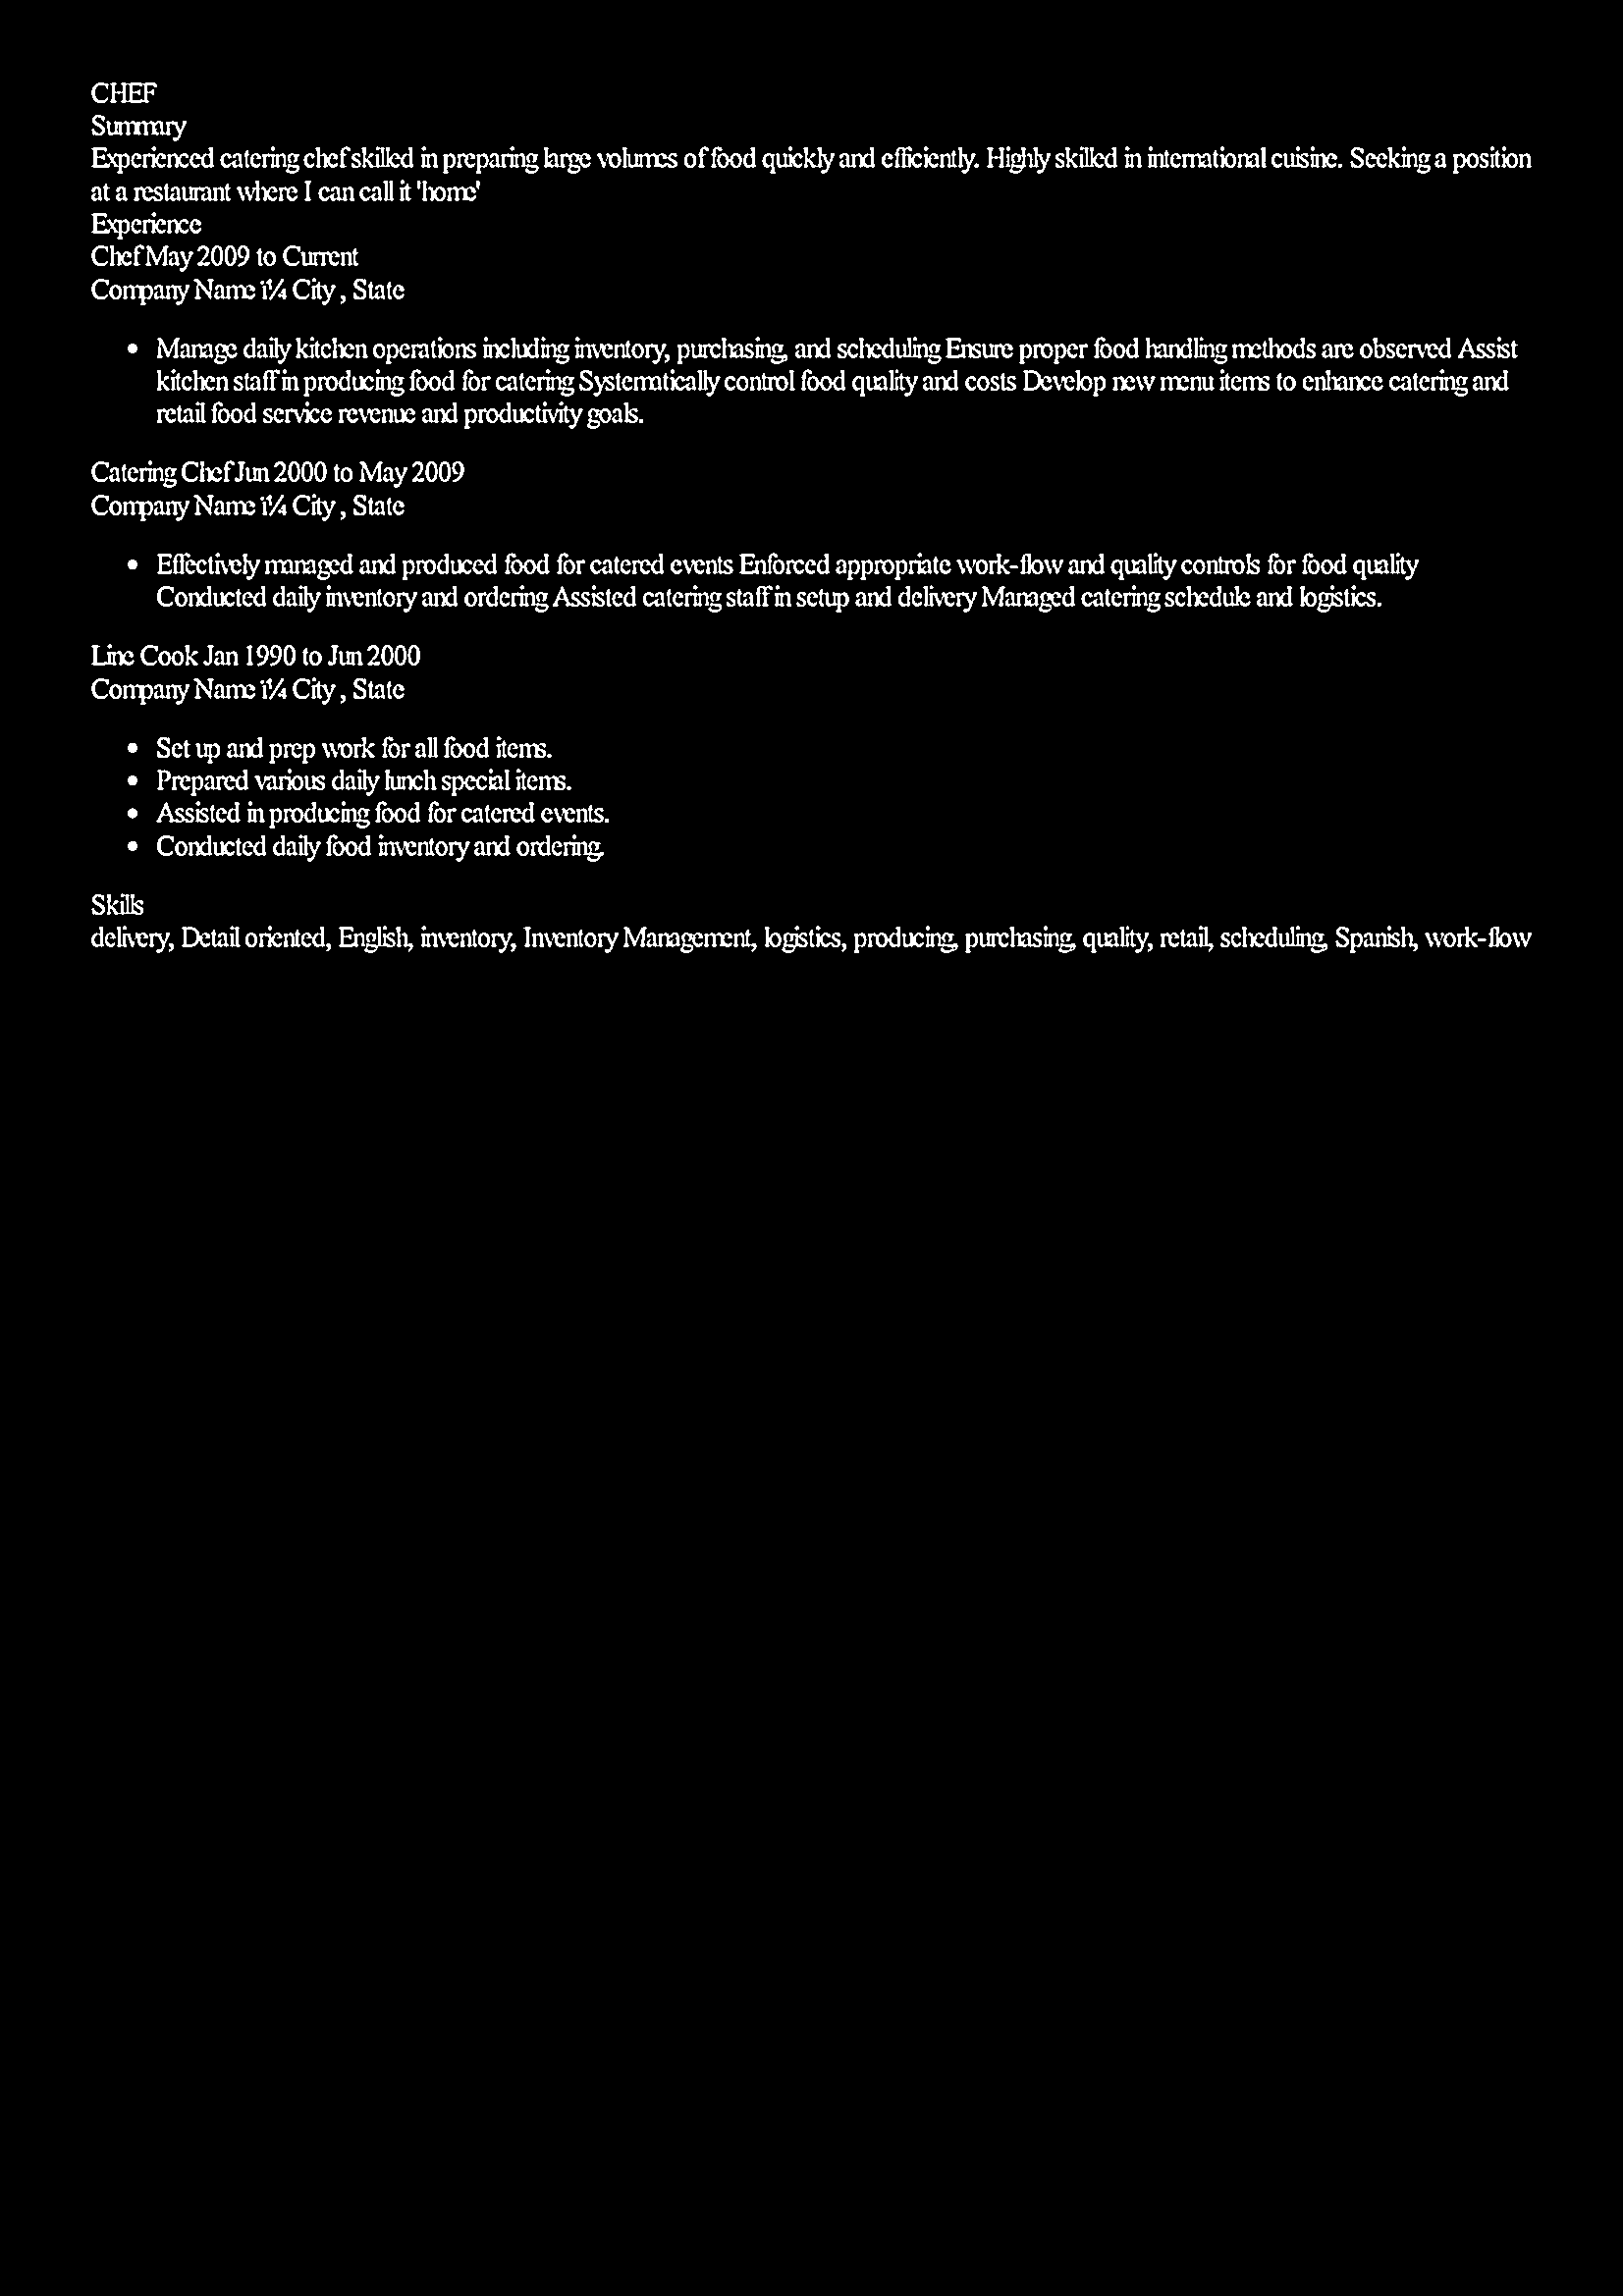 CHEF
Summary
Experienced catering chef skilled in preparing large volumes of food quickly and efficiently. Highly skilled in international cuisine. Seeking a position
at a restaurant where I can call it 'home'
Experience
Chef May 2009 to Current
Company Name ï¼ City , State
• Manage daily kitchen operations including inventory, purchasing, and scheduling Ensure proper food handling methods are observed Assist
kitchen staff in producing food for catering Systematically control food quality and costs Develop new menu items to enhance catering and
retail food service revenue and productivity goals.
Catering Chef Jun 2000 to May 2009
Company Name ï¼ City , State
• Effectively managed and produced food for catered events Enforced appropriate work-flow and quality controls for food quality
Conducted daily inventory and ordering Assisted catering staff in setup and delivery Managed catering schedule and logistics.
Line Cook Jan 1990 to Jun 2000
Company Name ï¼ City , State
• Set up and prep work for all food items.
• Prepared various daily lunch special items.
• Assisted in producing food for catered events.
• Conducted daily food inventory and ordering.
Skills
delivery, Detail oriented, English, inventory, Inventory Management, logistics, producing, purchasing, quality, retail, scheduling, Spanish, work-flow